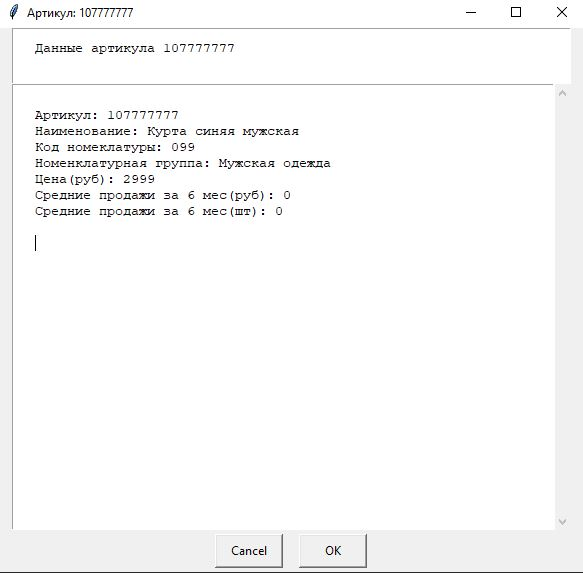 Артикул: 107777777
Данные артикула 107777777
Артикул: 107777777
Наименование: Курта синяя мужская
Код номеклатуры: 099
Номенклатурная группа: Мужская одежда
Цена(руб): 2999
Средние продажи за 6 мес(руб): 0
Средние продажи за 6 мес(шт): 0
Cancel OK